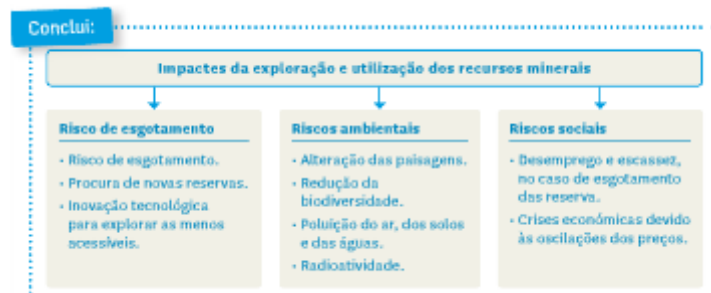 Conclui:
Impactes da exploração e utilização dos recursos minerais
Risco de esgotamento
• Risco de esgotamento.
• Procura de novas reservas.
• Inovação tecnológica
para explorar as menos
acessíveis.
Riscos ambientais
• Alteração das paisagens.
• Redução da
biodiversidade.
• Poluição do ar, dos solos
e das águas.
• Radioatividade.
Riscos sociais
• Desemprego e escassez,
no caso de esgotamento
das reserva.
• Crises económicas devido
às oscilações dos preços.